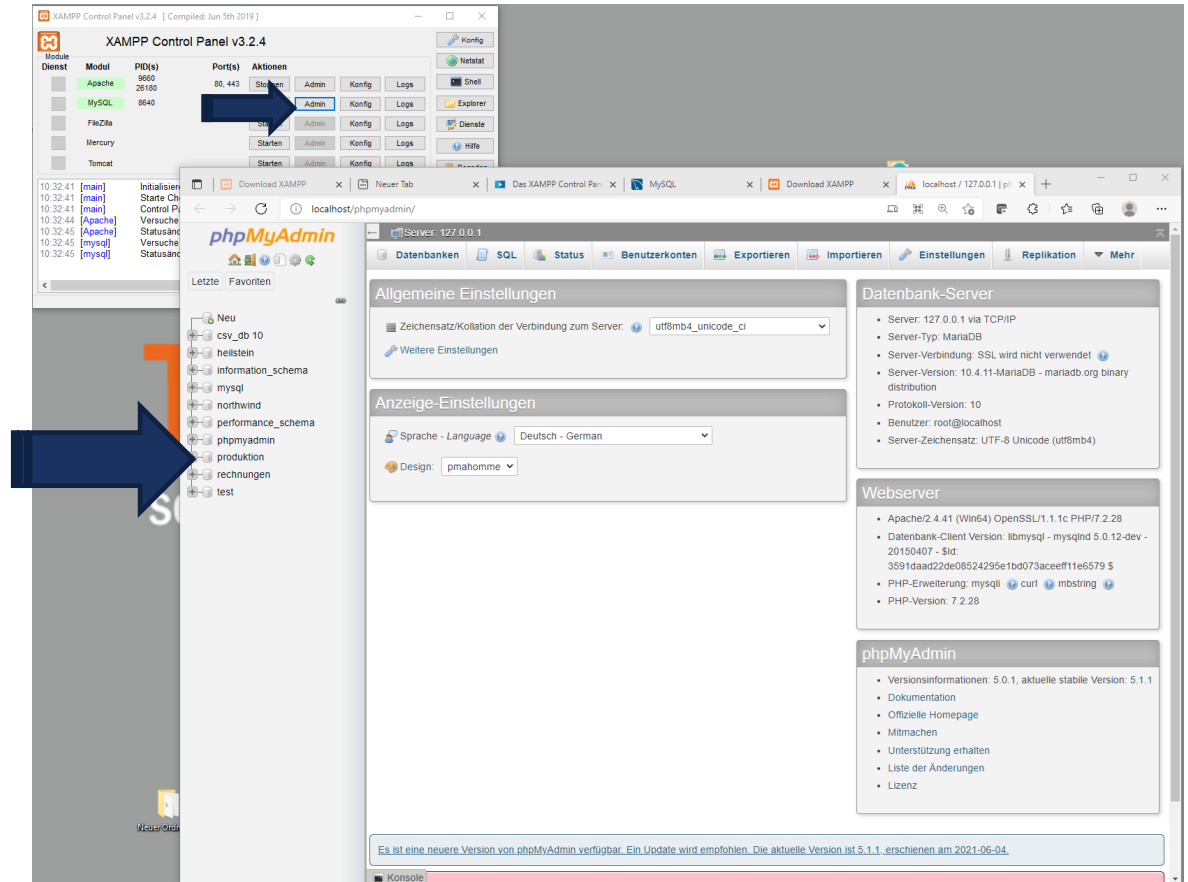 XAMPP Control Panel v3.2.4 [ Compiled: Jun 5th 2019 ]
XAMPP Control Panel v3.2.4
Konfig
Netstat
Shell
Explorer
Dienste
Hilfe
Module
Dienst Modul PID(s) Port(s) Aktionen
Apache 9660 26180 80, 443 Admin Konfig Logs
MySQL 8640 Admin Konfig Logs
FileZilla Admin Konfig Logs
Mercury Starten Admin Konfig Logs
Tomcat Starten Admin Konfig Logs
10:32:41 [main]
10:32:41 [main] Starte
10:32:41 [main] Control
10:32:44 [Apache] Versuche
10:32:45 [Apache]
10:32:45 [mysql] Versuche
10:32:45 [mysql]
Download XAMPP
Neuer Tab
Das XAMPP Control
MySQL
Download XAMPP
localhost / 127.0.0.1 | ph
localhost/phpmyadmin/
phpMyAdmin
Letzte Favoriten
Neu
csv_db 10
heilstein
information_schema
mysql
northwind
performance_schema
phpmyadmin
produktion
rechnungen
test
Server: 127.0.0.1
Datenbanken SQL Status Benutzerkonten Exportieren Importieren Einstellungen Replikation Mehr
Allgemeine Einstellungen
Zeichensatz/Kollation der Verbindung zum Server: utf8mb4_unicode_ci
Weitere Einstellungen
Anzeige-Einstellungen
Sprache - Language Deutsch - German
Design: pmahomme
Datenbank-Server
• Server: 127.0.0.1 via TCP/IP
• Server-Typ: MariaDB
• Server-Verbindung: SSL wird nicht verwendet
• Server-Version: 10.4.11-MariaDB - mariadb.org binary
distribution
• Protokoll-Version: 10
• Benutzer: root@localhost
• Server-Zeichensatz: UTF-8 Unicode (utf8mb4)
Webserver
• Apache/2.4.41 (Win64) OpenSSL/1.1.1c PHP/7.2.28
• Datenbank-Client Version: libmysql - mysqlnd 5.0.12-dev -
20150407 - $Id:
3591daad22de08524295e1bd073aceeff11e6579 $
• PHP-Erweiterung: mysqli curl mbstring
• PHP-Version: 7.2.28
phpMyAdmin
• Versionsinformationen: 5.0.1, aktuelle stabile Version: 5.1.1
• Dokumentation
• Offizielle Homepage
• Mitmachen
• Unterstützung erhalten
• Liste der Änderungen
• Lizenz
Es ist eine neuere Version von phpMyAdmin verfügbar. Ein Update wird empfohlen. Die aktuelle Version ist 5.1.1, erschienen am 2021-06-04.
Konsole
Neuer